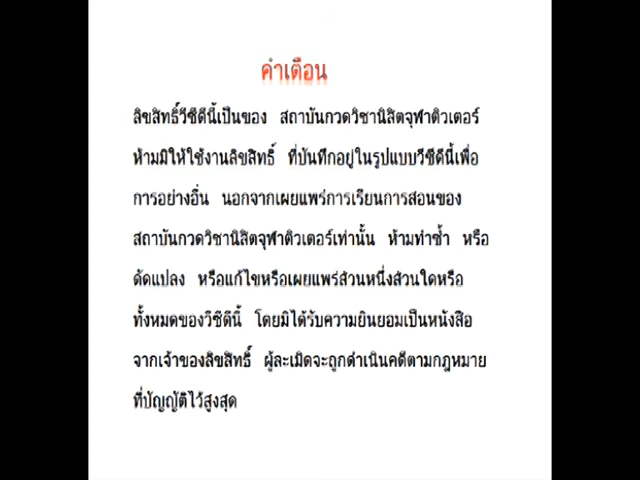 คำเตือน
ลิขสิทธิ์วีซีดีนี้เป็นของ สถาบันกวดวิชานิสิตจุฬาติวเตอร์
ห้ามมิให้ใช้งานลิขสิทธิ์ ที่บันทึกอยู่ในรูปแบบวีซีดีนี้เพื่อ
การอย่างอื่น นอกจากเผยแพร่การเรียนการสอนของ
สถาบันกวดวิชานิสิตจุฬาติวเตอร์เท่านั้น ห้ามทำซ้ำ หรือ
ดัดแปลง หรือแก้ไขหรือเผยแพร่ส่วนหนึ่งส่วนใดหรือ
ทั้งหมดของวีซีดีนี้ โดยมิได้รับความยินยอมเป็นหนังสือ
จากเจ้าของลิขสิทธิ์ ผู้ละเมิดจะถูกดำเนินคดีตามกฎหมาย
ที่บัญญัติไว้สูงสุด